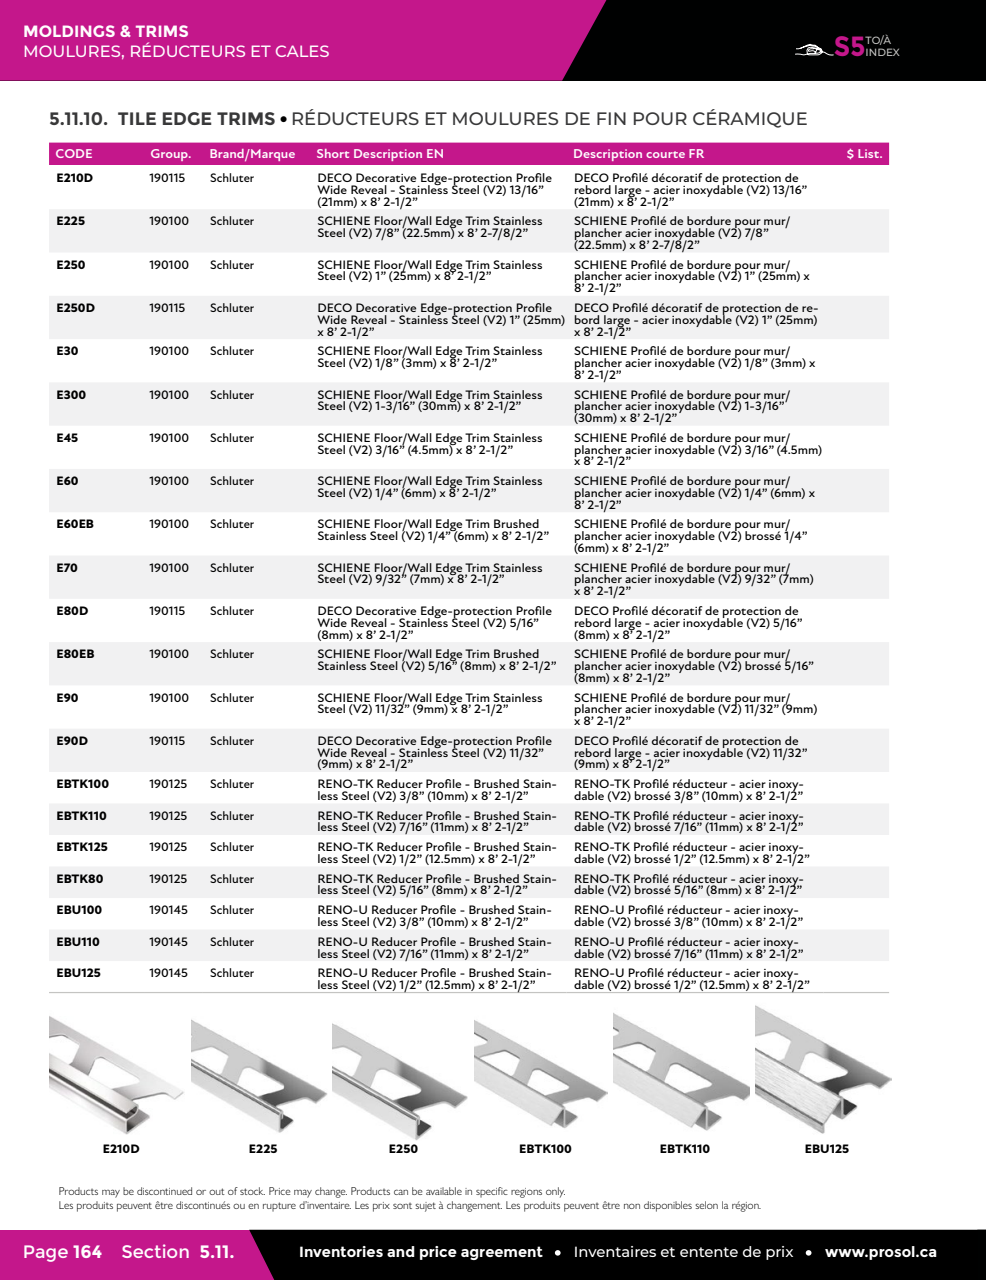 MOLDINGS & TRIMS
MOULURES, RÉDUCTEURS ET CALES
S5 TO/À INDEX
5.11.10. TILE EDGE TRIMS • RÉDUCTEURS ET MOULURES DE FIN POUR CÉRAMIQUE
CODE Group. Brand/Marque Short Description EN Description courte FR $ List.
E210D 190115 Schluter DECO Decorative Edge-protection Profile DECO Profilé décoratif de protection de
Wide Reveal - Stainless Steel (V2) 13/16” rebord large - acier inoxydable (V2) 13/16”
(21mm) x 8’ 2-1/2” (21mm) x 8’ 2-1/2”
E225 190100 Schluter SCHIENE Floor/Wall Edge Trim Stainless SCHIENE Profilé de bordure pour mur/
Steel (V2) 7/8” (22.5mm) x 8’ 2-7/8/2” plancher acier inoxydable (V2) 7/8”
(22.5mm) x 8’ 2-7/8/2”
E250 190100 Schluter SCHIENE Floor/Wall Edge Trim Stainless SCHIENE Profilé de bordure pour mur/
Steel (V2) 1” (25mm) x 8’ 2-1/2” plancher acier inoxydable (V2) 1” (25mm) x
8’ 2-1/2”
E250D 190115 Schluter DECO Decorative Edge-protection Profile DECO Profilé décoratif de protection de re-
Wide Reveal - Stainless Steel (V2) 1” (25mm) bord large - acier inoxydable (V2) 1” (25mm)
x 8’ 2-1/2” x 8’ 2-1/2”
E30 190100 Schluter SCHIENE Floor/Wall Edge Trim Stainless SCHIENE Profilé de bordure pour mur/
Steel (V2) 1/8” (3mm) x 8’ 2-1/2” plancher acier inoxydable (V2) 1/8” (3mm) x
8’ 2-1/2”
E300 190100 Schluter SCHIENE Floor/Wall Edge Trim Stainless SCHIENE Profilé de bordure pour mur/
Steel (V2) 1-3/16” (30mm) x 8’ 2-1/2” plancher acier inoxydable (V2) 1-3/16”
(30mm) x 8’ 2-1/2”
E45 190100 Schluter SCHIENE Floor/Wall Edge Trim Stainless SCHIENE Profilé de bordure pour mur/
Steel (V2) 3/16” (4.5mm) x 8’ 2-1/2” plancher acier inoxydable (V2) 3/16” (4.5mm)
x 8’ 2-1/2”
E60 190100 Schluter SCHIENE Floor/Wall Edge Trim Stainless SCHIENE Profilé de bordure pour mur/
Steel (V2) 1/4” (6mm) x 8’ 2-1/2” plancher acier inoxydable (V2) 1/4” (6mm) x
8’ 2-1/2”
E60EB 190100 Schluter SCHIENE Floor/Wall Edge Trim Brushed SCHIENE Profilé de bordure pour mur/
Stainless Steel (V2) 1/4” (6mm) x 8’ 2-1/2” plancher acier inoxydable (V2) brossé 1/4”
(6mm) x 8’ 2-1/2”
E70 190100 Schluter SCHIENE Floor/Wall Edge Trim Stainless SCHIENE Profilé de bordure pour mur/
Steel (V2) 9/32” (7mm) x 8’ 2-1/2” plancher acier inoxydable (V2) 9/32” (7mm)
x 8’ 2-1/2”
E80D 190115 Schluter DECO Decorative Edge-protection Profile DECO Profilé décoratif de protection de
Wide Reveal - Stainless Steel (V2) 5/16” rebord large - acier inoxydable (V2) 5/16”
(8mm) x 8’ 2-1/2” (8mm) x 8’ 2-1/2”
E80EB 190100 Schluter SCHIENE Floor/Wall Edge Trim Brushed SCHIENE Profilé de bordure pour mur/
Stainless Steel (V2) 5/16” (8mm) x 8’ 2-1/2” plancher acier inoxydable (V2) brossé 5/16”
(8mm) x 8’ 2-1/2”
E90 190100 Schluter SCHIENE Floor/Wall Edge Trim Stainless SCHIENE Profilé de bordure pour mur/
Steel (V2) 11/32” (9mm) x 8’ 2-1/2” plancher acier inoxydable (V2) 11/32” (9mm)
x 8’ 2-1/2”
E90D 190115 Schluter DECO Decorative Edge-protection Profile DECO Profilé décoratif de protection de
Wide Reveal - Stainless Steel (V2) 11/32” rebord large - acier inoxydable (V2) 11/32”
(9mm) x 8’ 2-1/2” (9mm) x 8’ 2-1/2”
EBTK100 190125 Schluter RENO-TK Reducer Profile - Brushed Stain- RENO-TK Profilé réducteur - acier inoxy-
less Steel (V2) 3/8” (10mm) x 8’ 2-1/2” dable (V2) brossé 3/8” (10mm) x 8’ 2-1/2”
EBTK110 190125 Schluter RENO-TK Reducer Profile - Brushed Stain- RENO-TK Profilé réducteur - acier inoxy-
less Steel (V2) 7/16” (11mm) x 8’ 2-1/2” dable (V2) brossé 7/16” (11mm) x 8’ 2-1/2”
EBTK125 190125 Schluter RENO-TK Reducer Profile - Brushed Stain- RENO-TK Profilé réducteur - acier inoxy-
less Steel (V2) 1/2” (12.5mm) x 8’ 2-1/2” dable (V2) brossé 1/2” (12.5mm) x 8’ 2-1/2”
EBTK80 190125 Schluter RENO-TK Reducer Profile - Brushed Stain- RENO-TK Profilé réducteur - acier inoxy-
less Steel (V2) 5/16” (8mm) x 8’ 2-1/2” dable (V2) brossé 5/16” (8mm) x 8’ 2-1/2”
EBU100 190145 Schluter RENO-U Reducer Profile - Brushed Stain- RENO-U Profilé réducteur - acier inoxy-
less Steel (V2) 3/8” (10mm) x 8’ 2-1/2” dable (V2) brossé 3/8” (10mm) x 8’ 2-1/2”
EBU110 190145 Schluter RENO-U Reducer Profile - Brushed Stain- RENO-U Profilé réducteur - acier inoxy-
less Steel (V2) 7/16” (11mm) x 8’ 2-1/2” dable (V2) brossé 7/16” (11mm) x 8’ 2-1/2”
EBU125 190145 Schluter RENO-U Reducer Profile - Brushed Stain- RENO-U Profilé réducteur - acier inoxy-
less Steel (V2) 1/2” (12.5mm) x 8’ 2-1/2” dable (V2) brossé 1/2” (12.5mm) x 8’ 2-1/2”
E210D E225 E250 EBTK100 EBTK110 EBU125
Products may be discontinued or out of stock. Price may change. Products can be available in specific regions only.
Les produits peuvent être discontinués ou en rupture d’inventaire. Les prix sont sujet à changement. Les produits peuvent être non disponibles selon la région.
Page 164 Section 5.11. Inventories and price agreement • Inventaires et entente de prix • www.prosol.ca